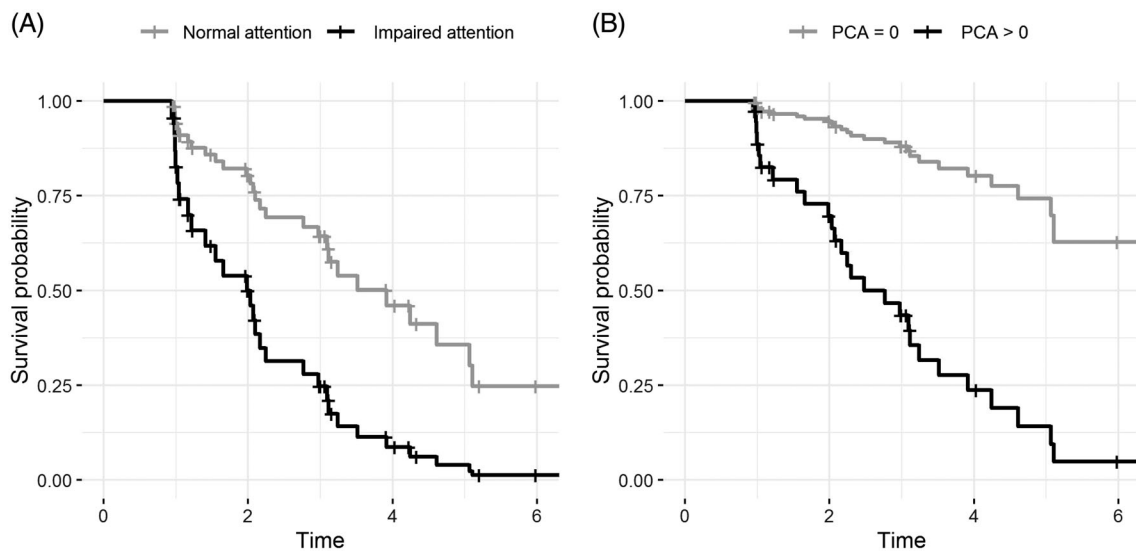 (A)
Normal attention Impaired attention
Survival probability
1.00
0.75
0.50
0.25
0.00
0 2 4 6
Time
(B)
PCA = 0 PCA > 0
Survival probability
1.00
0.75
0.50
0.25
0.00
0 2 4 6
Time